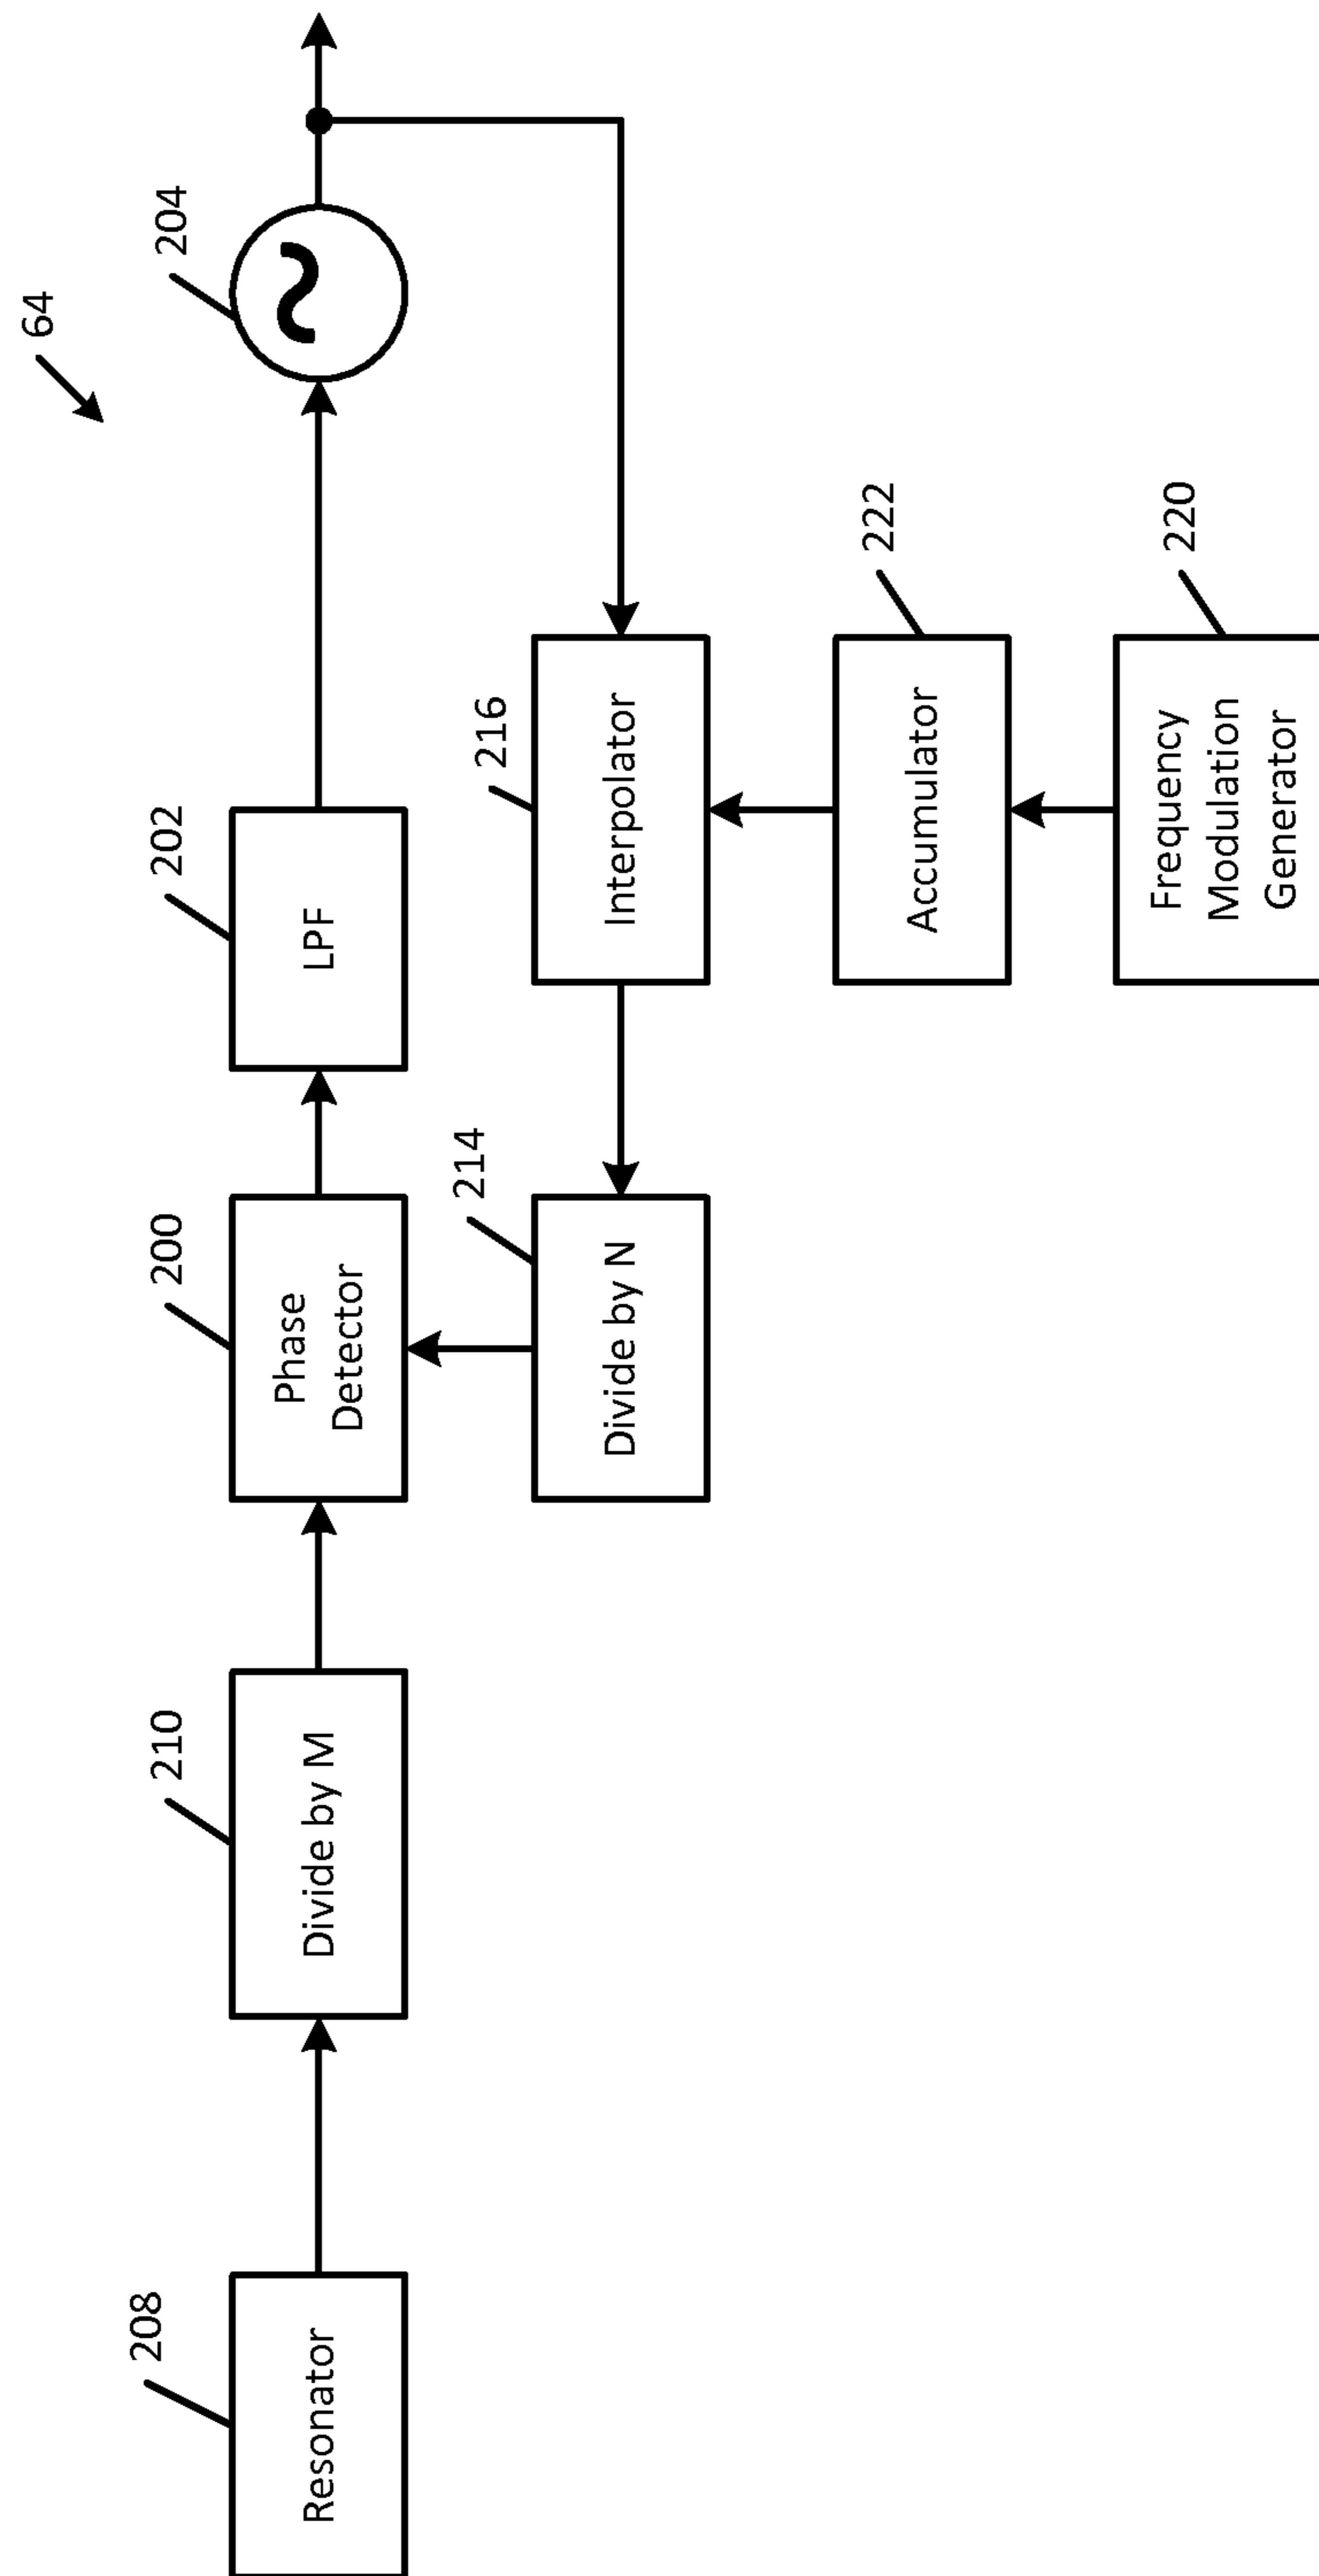 64
208
210
200
202
204
Resonator
Divide by M
Phase
Detector
LPF
214
216
Divide by N
Interpolator
222
Accumulator
220
Frequency
Modulation
Generator